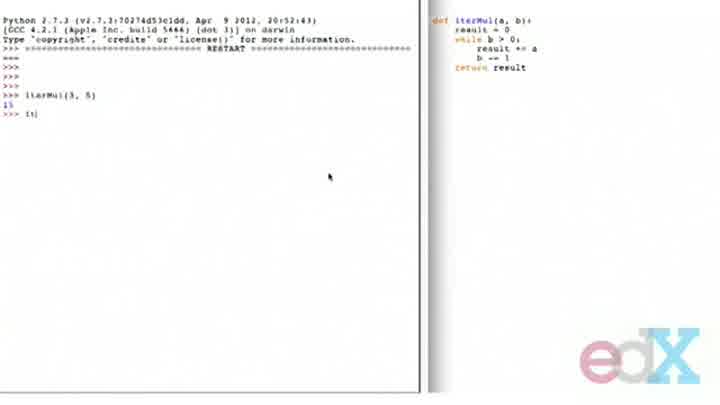 Python 2.7.3 (v2.7.3:70274d53c1dd, Apr  9 2012, 20:52:43)
[GCC 4.2.1 (Apple Inc. build 5666) (dot 3)] on darwin
Type "copyright", "credits" or "license()" for more information.
>>> ================================ RESTART ================================
===
>>>
>>>
>>>
>>> iterMul(3, 5)
15
>>> it
def iterMul(a, b):
    result = 0
    while b > 0:
        result += a
        b -= 1
    return result
edX